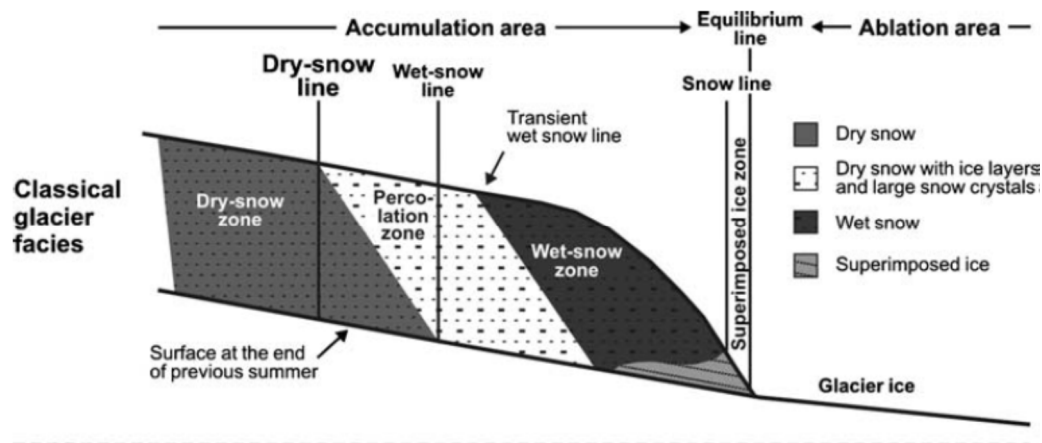 Accumulation area
Equilibrium
line
Ablation area
Dry-snow
line
Wet-snow
line
Snow line
Transient
wet snow line
Classical
glacier
facies
Dry-snow
zone
Perco-
lation
zone
Wet-snow
zone
Superimposed ice zone
Dry snow
Dry snow with ice layers
and large snow crystals
Wet snow
Superimposed ice
Surface at the end
of previous summer
Glacier ice